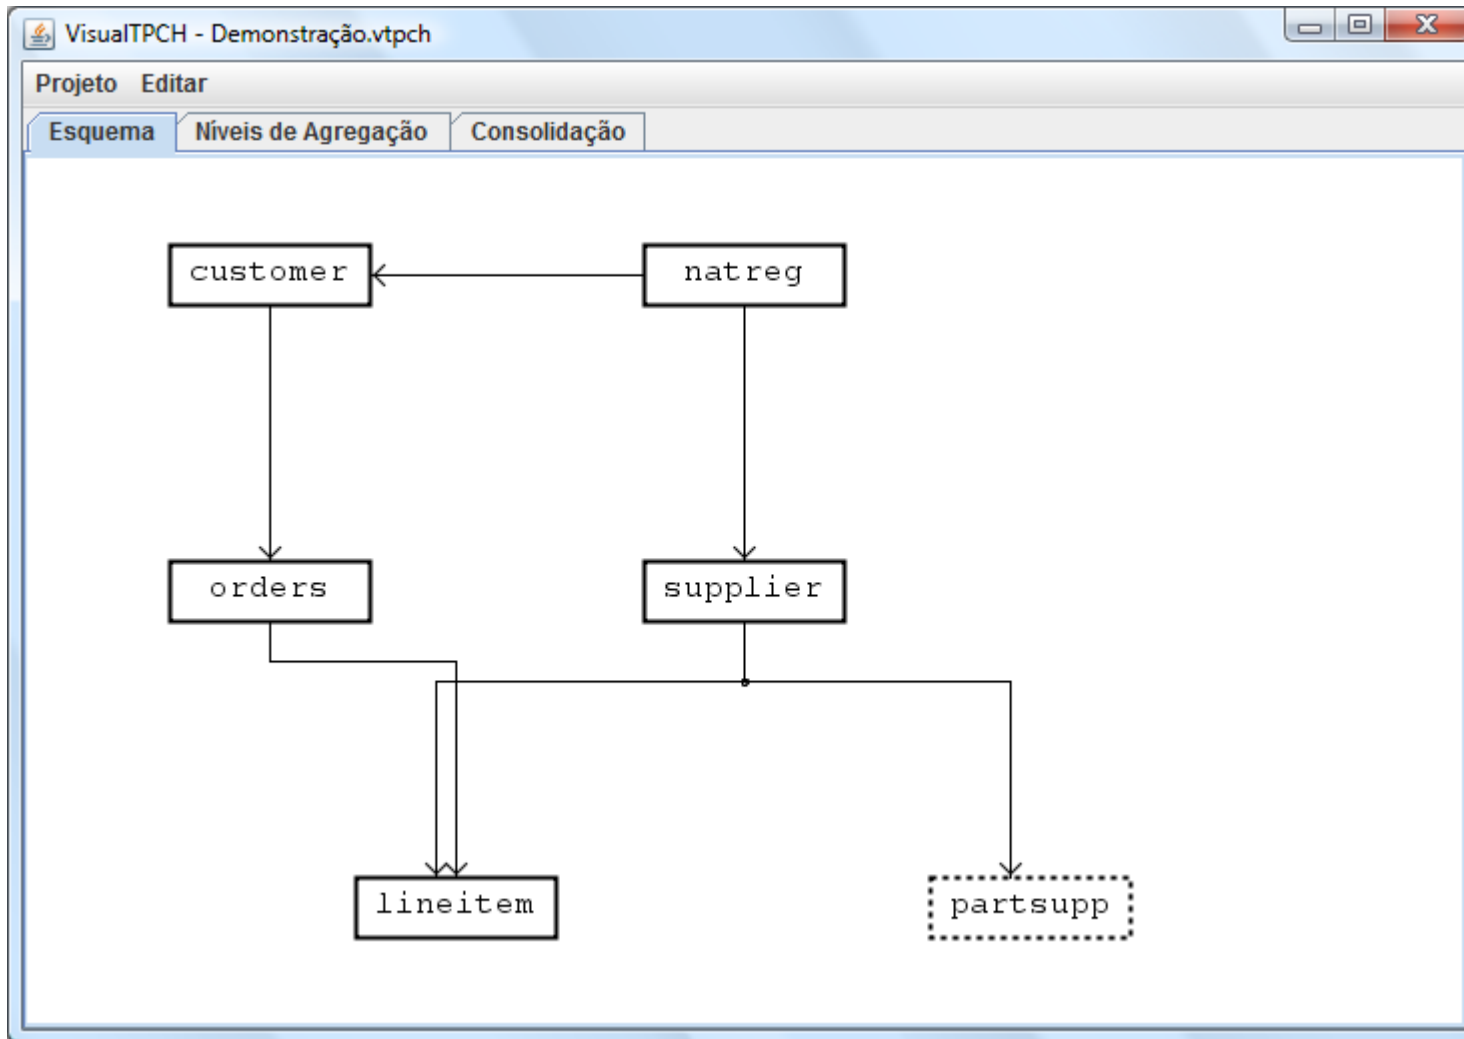 VisualTPCH - Demonstração.vtpch
Projeto Editar
Esquema Níveis de Agregação Consolidação
customer natreg
orders supplier
lineitem partsupp